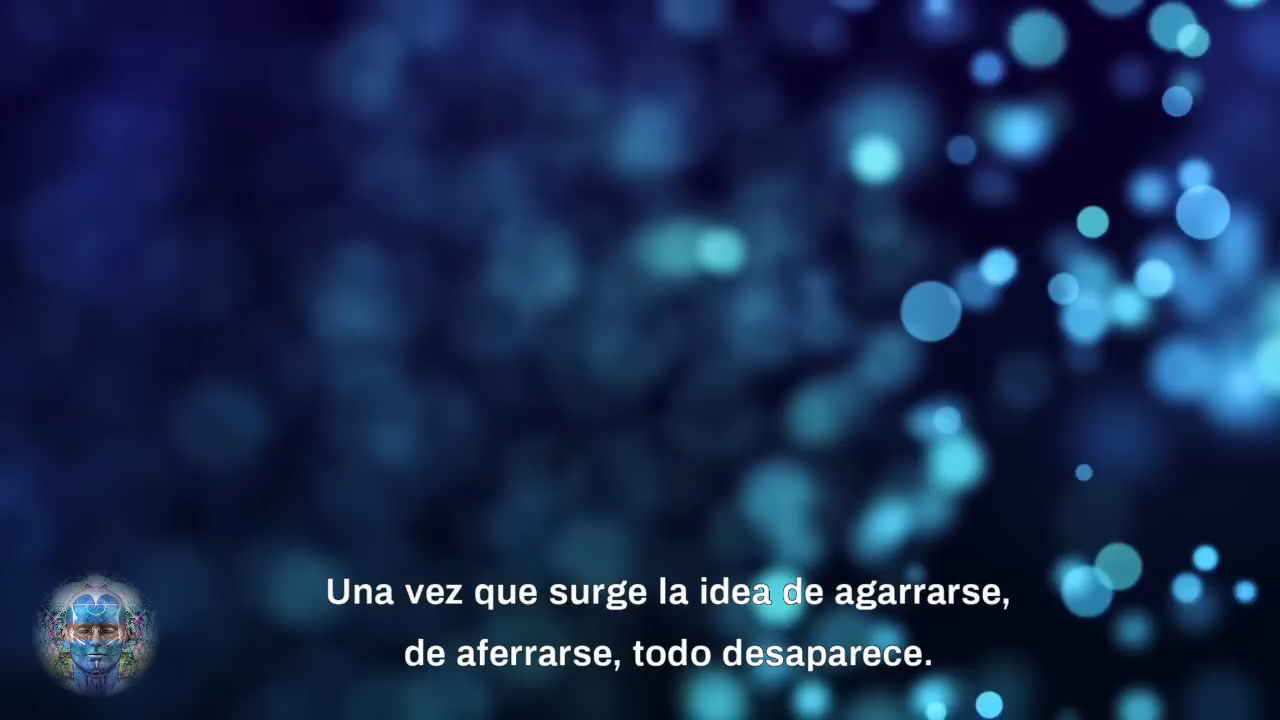 Una vez que surge la idea de agarrarse,
de aferrarse, todo desaparece.